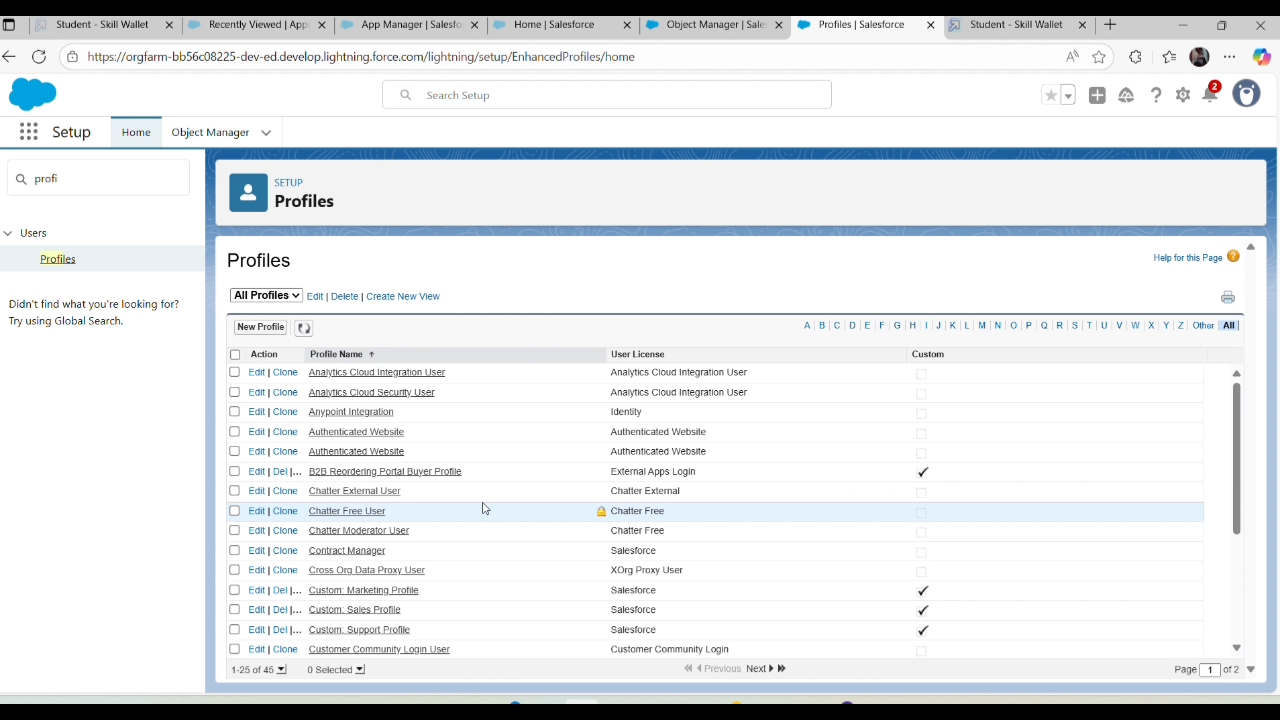 Student - Skill Wallet
Recently Viewed | App
App Manager | Salesfo
Home | Salesforce
Object Manager | Sale
Profiles | Salesforce
Student - Skill Wallet
https://orgfarm-bb56c08225-dev-ed.develop.lightning.force.com/lightning/setup/EnhancedProfiles/home
Search Setup
2
Setup Home Object Manager
profi
SETUP
Profiles
Users
Profiles
Didn't find what you're looking for?
Try using Global Search.
Profiles
Help for this Page
All Profiles Edit | Delete | Create New View
New Profile
A | B | C | D | E | F | G | H | I | J | K | L | M | N | O | P | Q | R | S | T | U | V | W | X | Y | Z | Other All
Action Profile Name User License Custom
Edit | Clone Analytics Cloud Integration User Analytics Cloud Integration User
Edit | Clone Analytics Cloud Security User Analytics Cloud Integration User
Edit | Clone Anypoint Integration Identity
Edit | Clone Authenticated Website Authenticated Website
Edit | Clone Authenticated Website Authenticated Website
Edit | Del |... B2B Reordering Portal Buyer Profile External Apps Login
Edit | Clone Chatter External User Chatter External
Edit | Clone Chatter Free User Chatter Free
Edit | Clone Chatter Moderator User Chatter Free
Edit | Clone Contract Manager Salesforce
Edit | Clone Cross Org Data Proxy User XOrg Proxy User
Edit | Del |... Custom: Marketing Profile Salesforce
Edit | Del |... Custom: Sales Profile Salesforce
Edit | Del |... Custom: Support Profile Salesforce
Edit | Clone Customer Community Login User Customer Community Login
1-25 of 45 0 Selected Previous Next Page 1 of 2